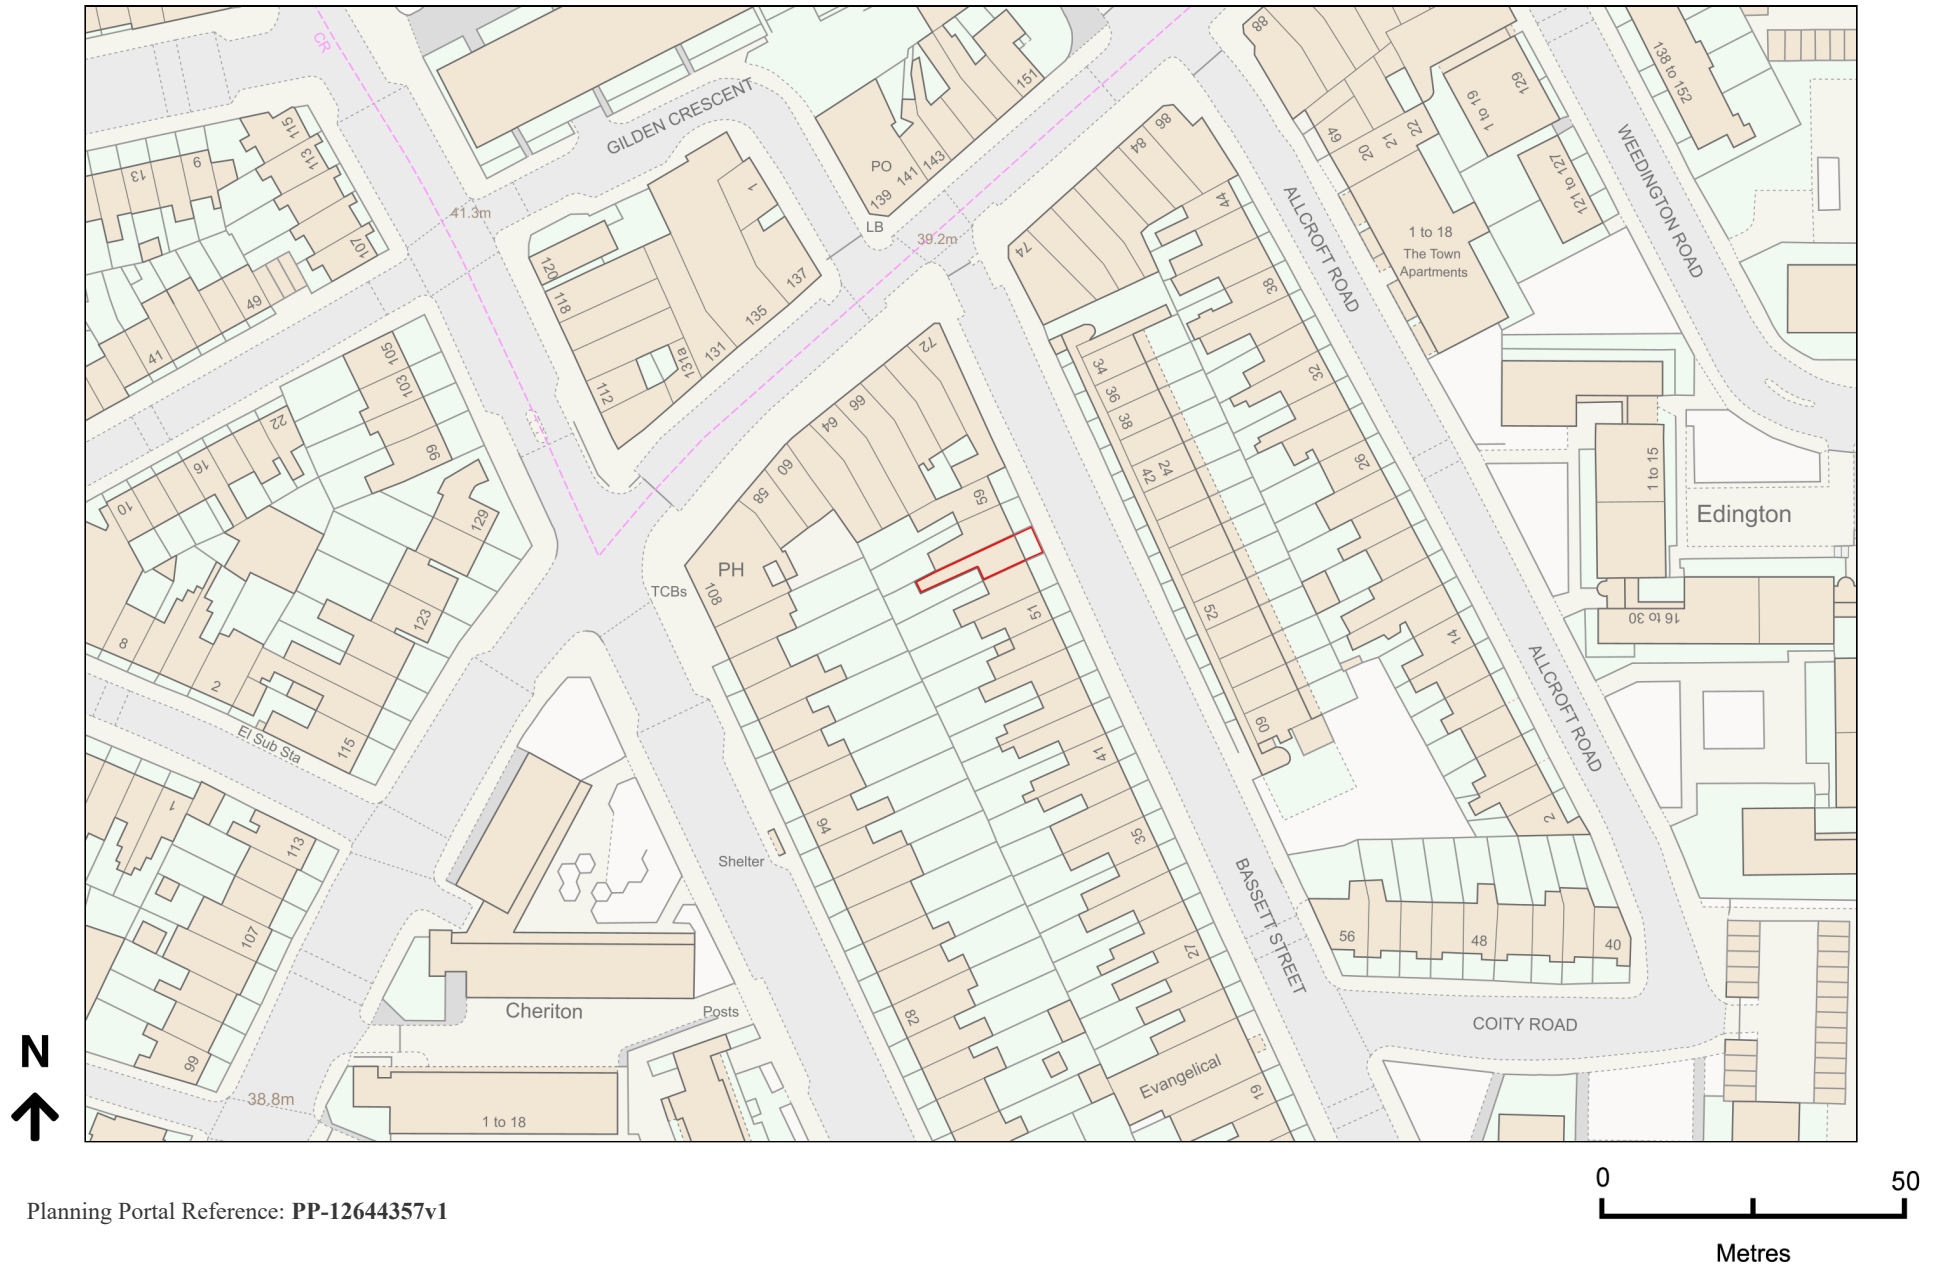 CR
GILDEN CRESCENT
88
151
129
1 to 19
138 to 152
115
113
107
13
9
49
41
41.3m
PO
139
141
143
LB
39.2m
86
84
74
44
69
20
21
22
121 to 127
WEEDINGTON ROAD
ALLCROFT ROAD
1 to 18
The Town
Apartments
1
120
118
112
137
135
131
131a
105
103
99
22
16
10
129
123
8
2
115
El Sub Sta
72
66
64
60
58
PH
108
TCBs
59
51
41
35
27
19
Evangelical
34
36
38
42
24
52
60
38
32
26
14
2
1 to 15
Edington
16 to 30
ALLCROFT ROAD
1
113
107
99
38.8m
96
Shelter
82
Posts
Cheriton
1 to 18
BASSETT STREET
56
48
40
COITY ROAD
N
0
50
Metres
Planning Portal Reference: PP-12644357v1